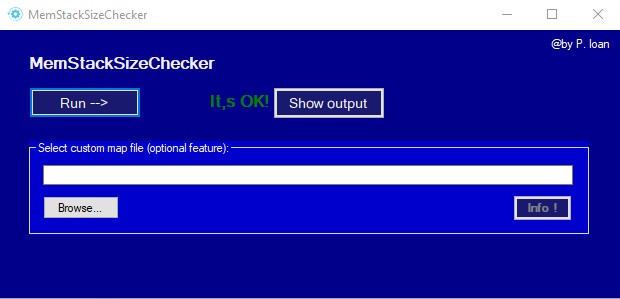 MemStackSizeChecker
@by P. Ioan
MemStackSizeChecker
Run --> It,s OK! Show output
Select custom map file (optional feature):
Browse... Info !